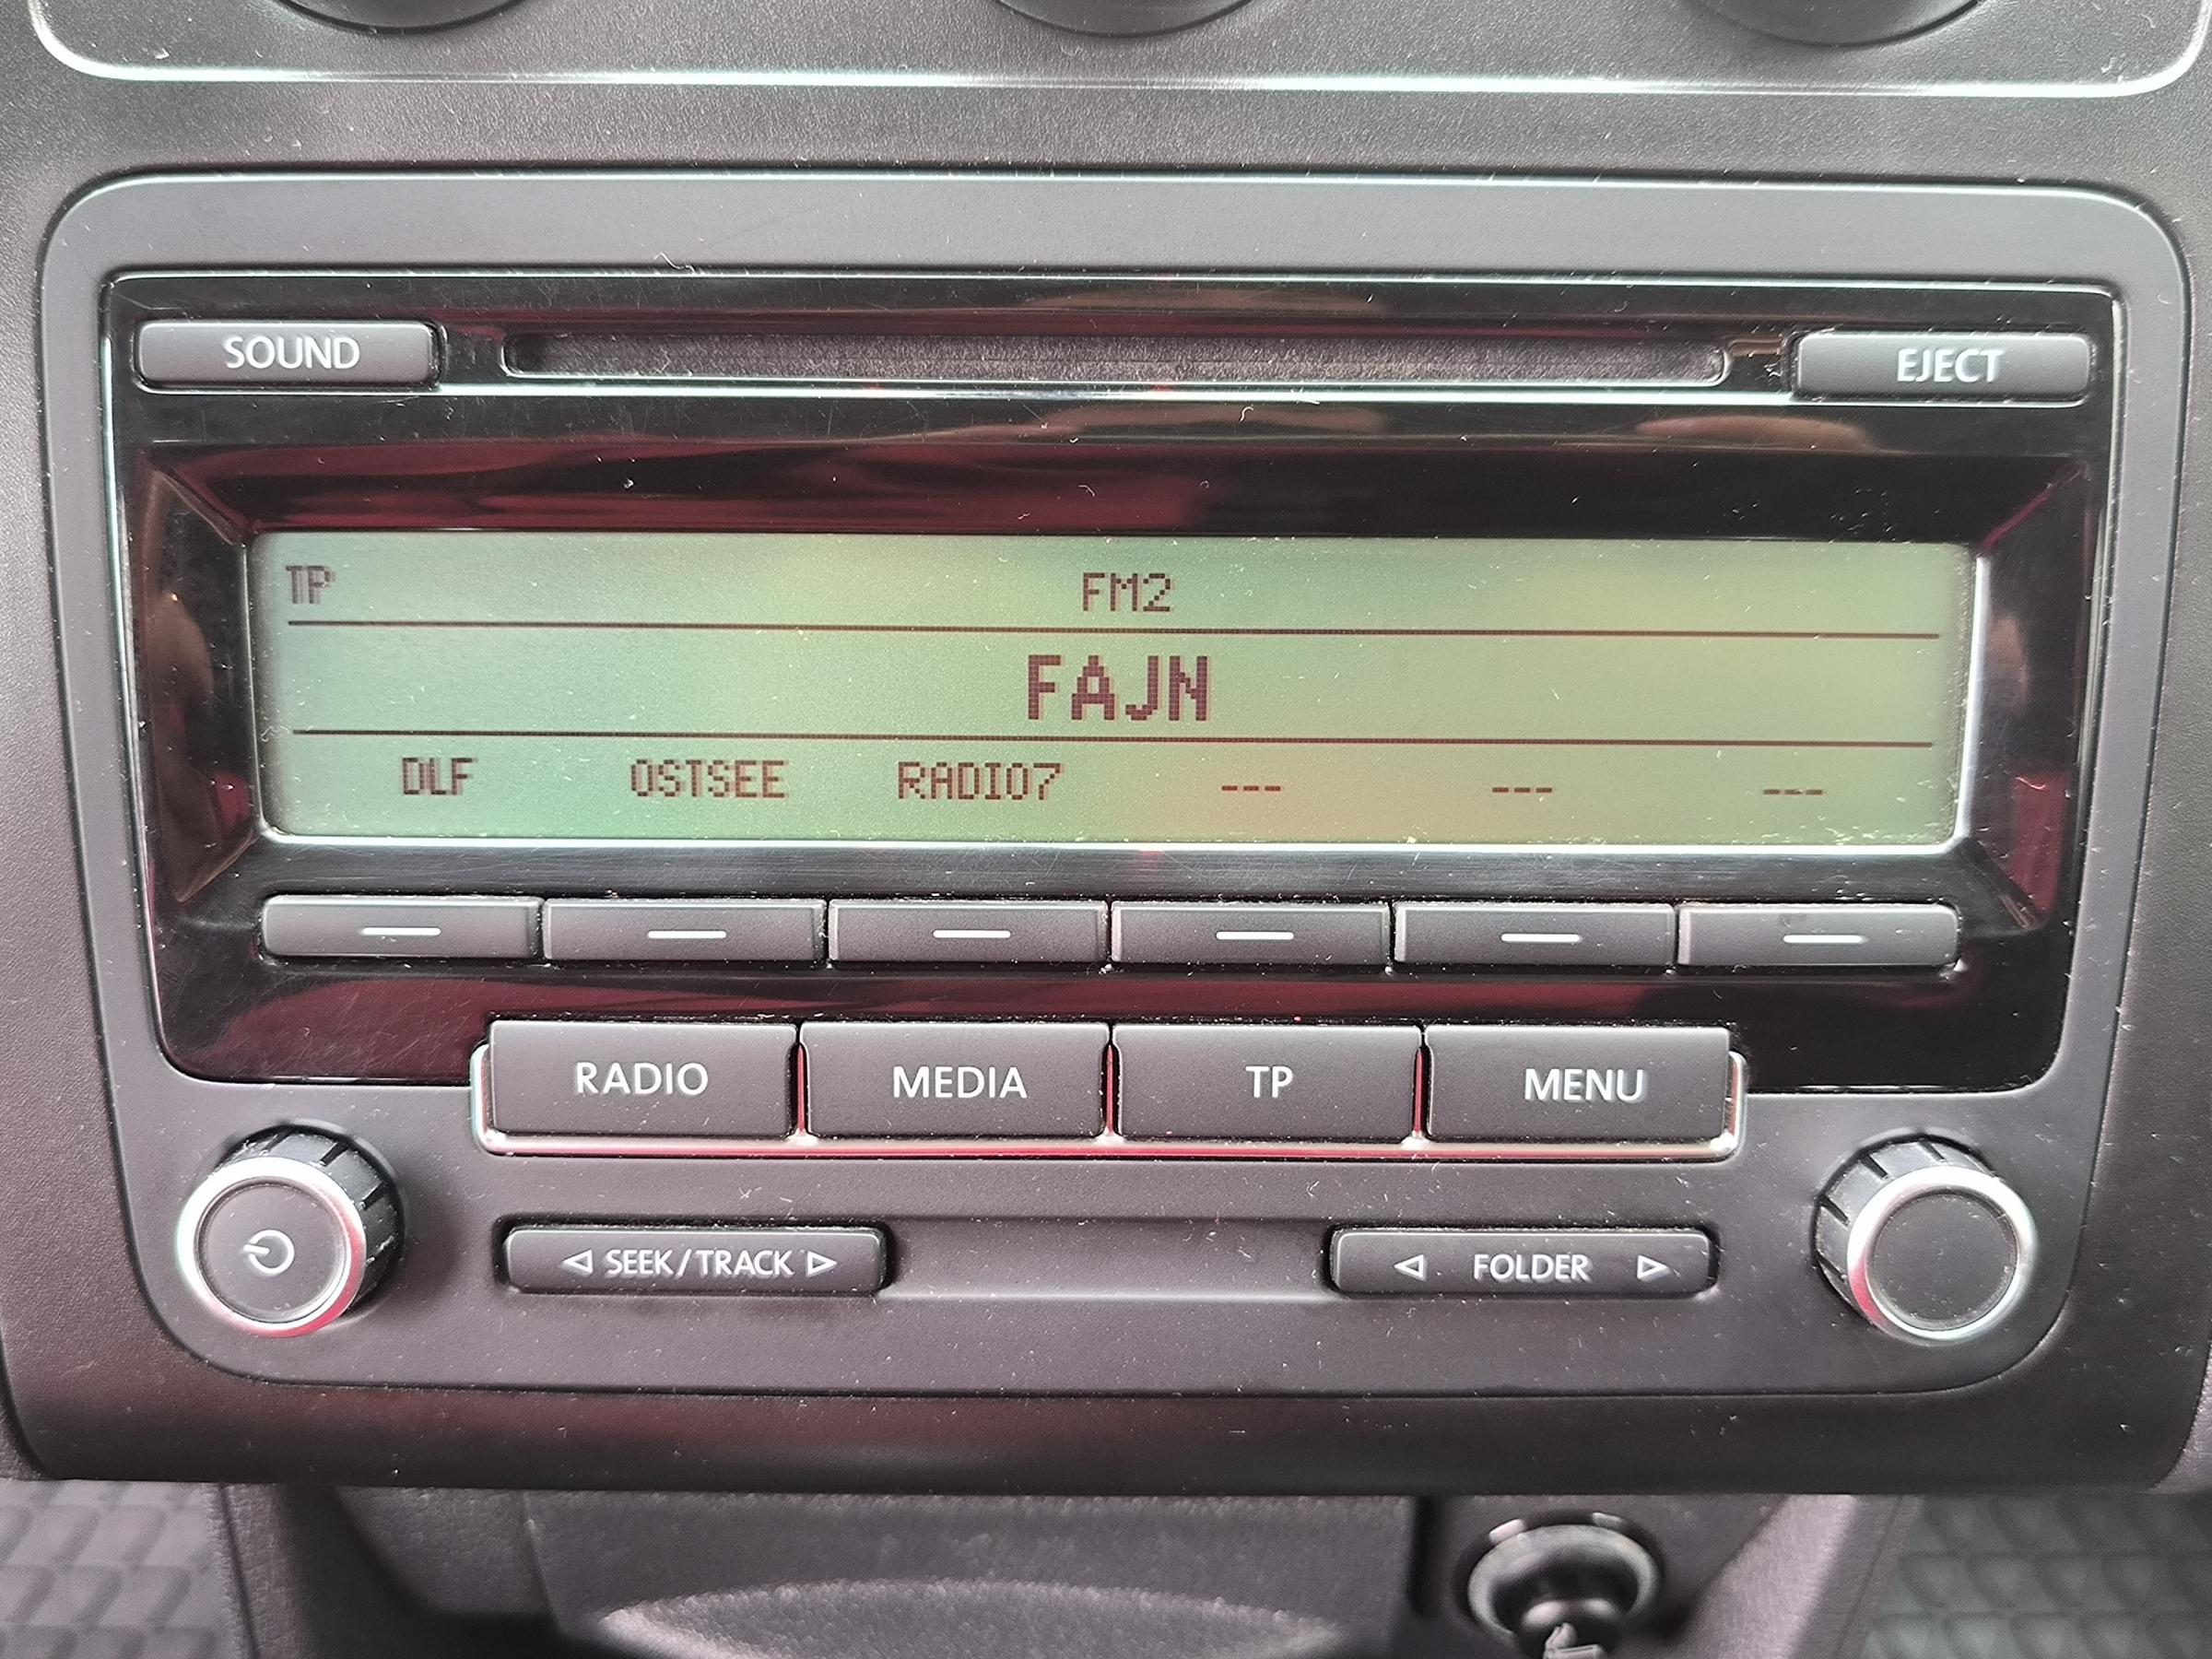 SOUND EJECT
TP FM2
FAJN
DLF OSTSEE RADIO7 --- --- ---
RADIO MEDIA TP MENU
SEEK/TRACK FOLDER